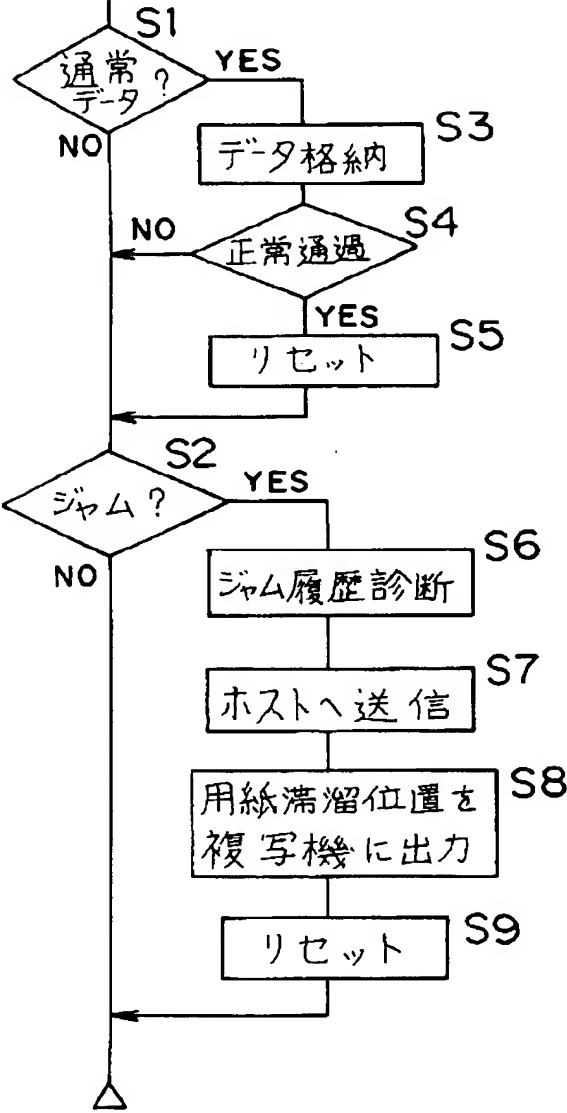 S1
通常
データ?
YES
NO
S3
データ格納
S4
NO
正常通過
YES
S5
リセット
S2
ジャム?
YES
NO
S6
ジャム履歴診断
S7
ホストへ送信
S8
用紙滞溜位置を
複写機に出力
S9
リセット